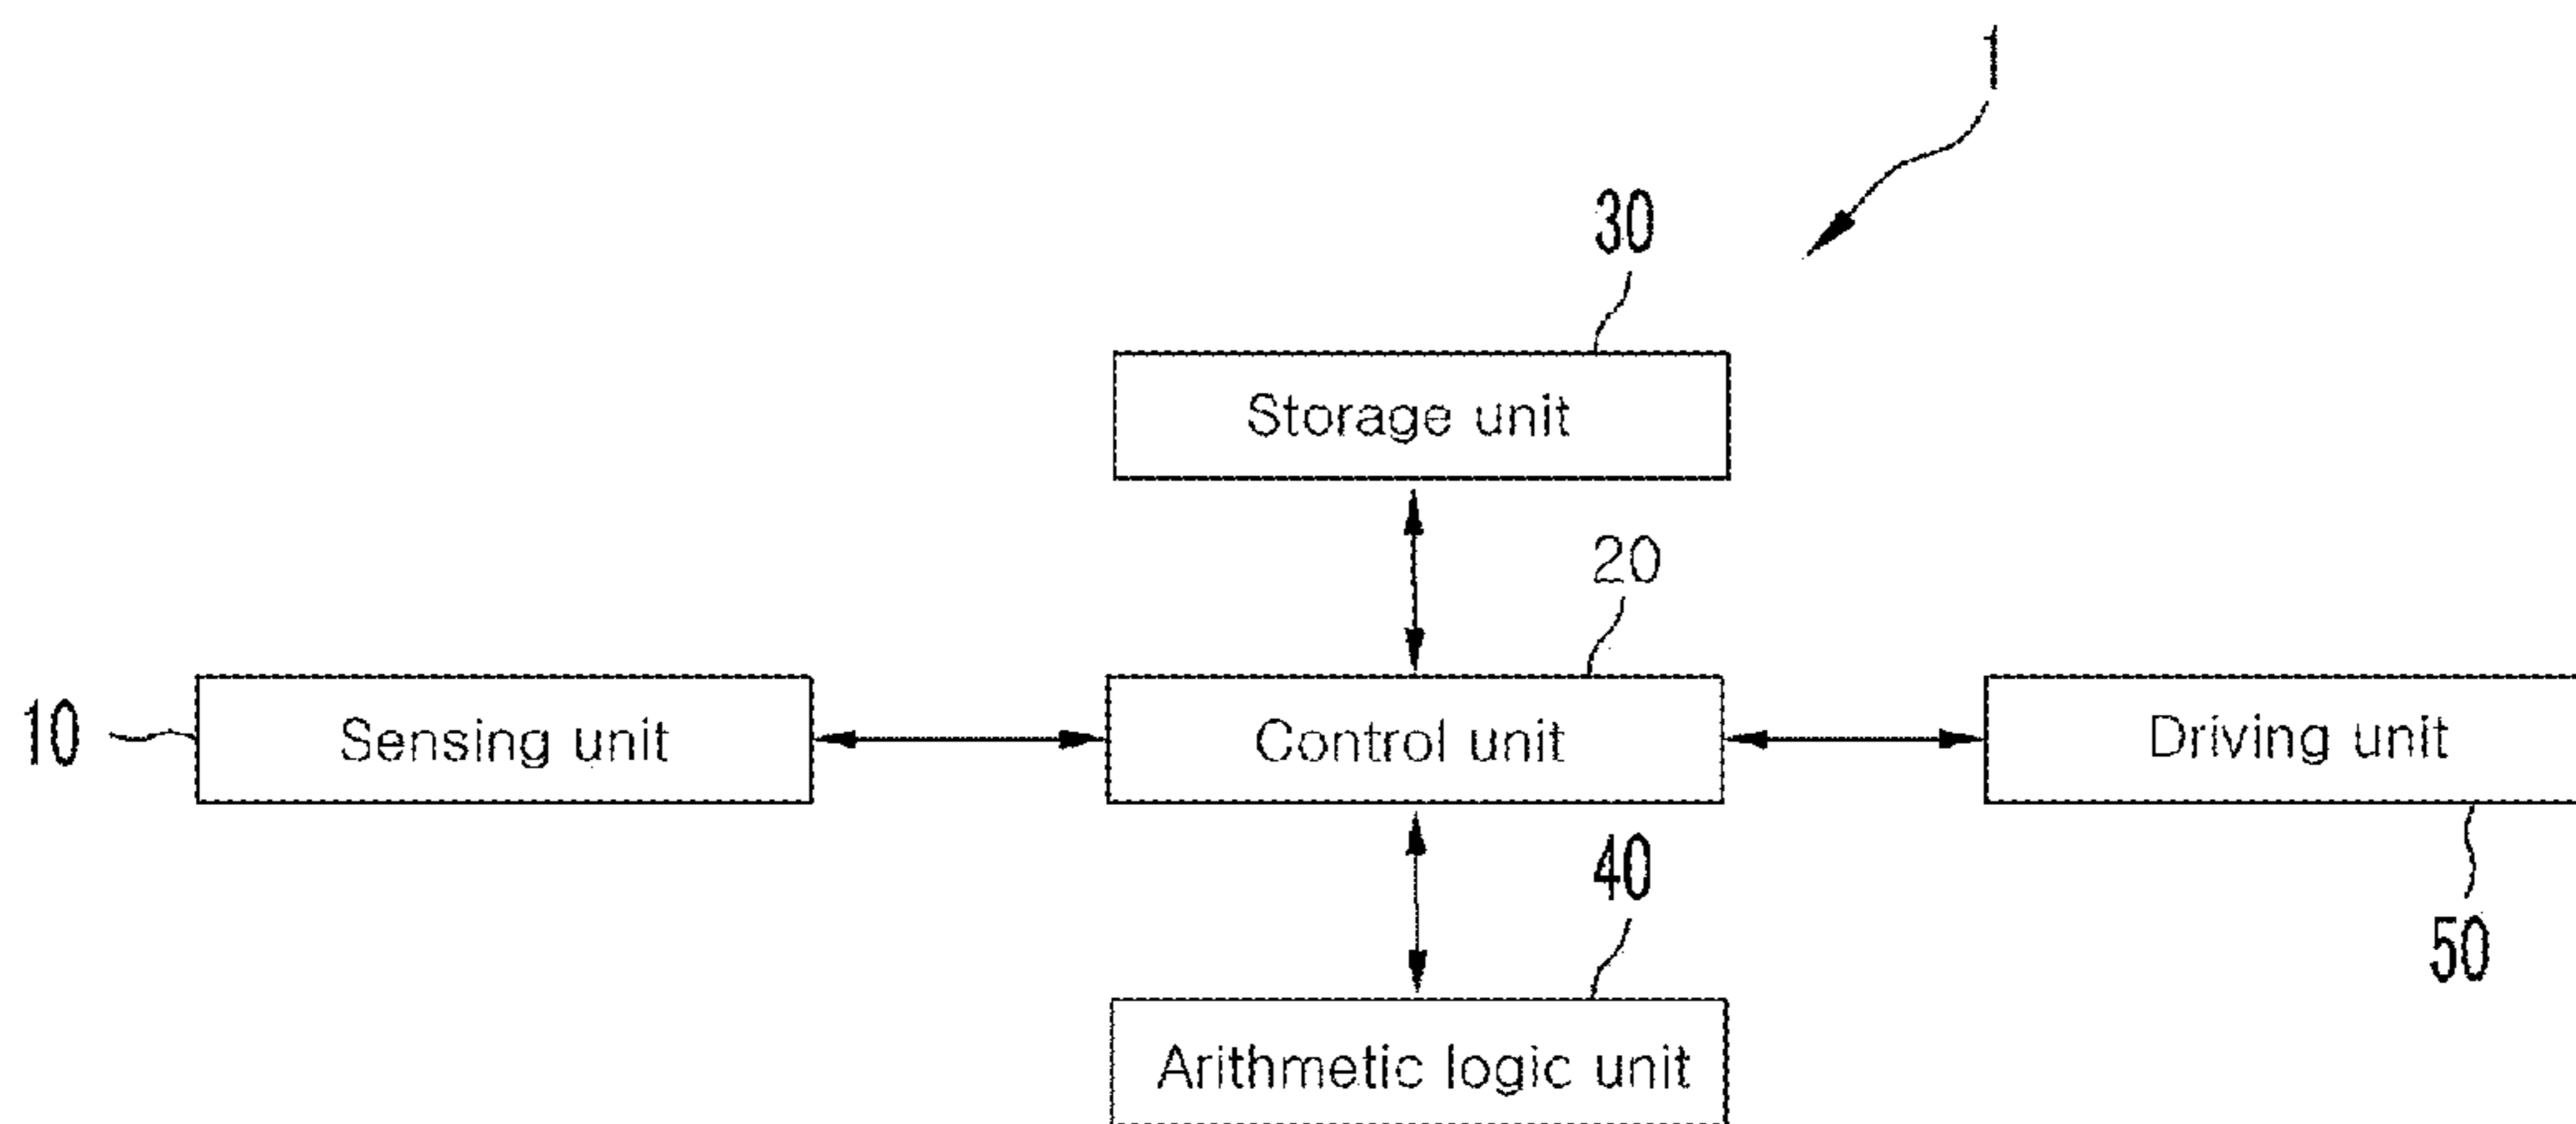 1
30
Storage unit
20
10 Sensing unit Control unit Driving unit
40
50
Arithmetic logic unit